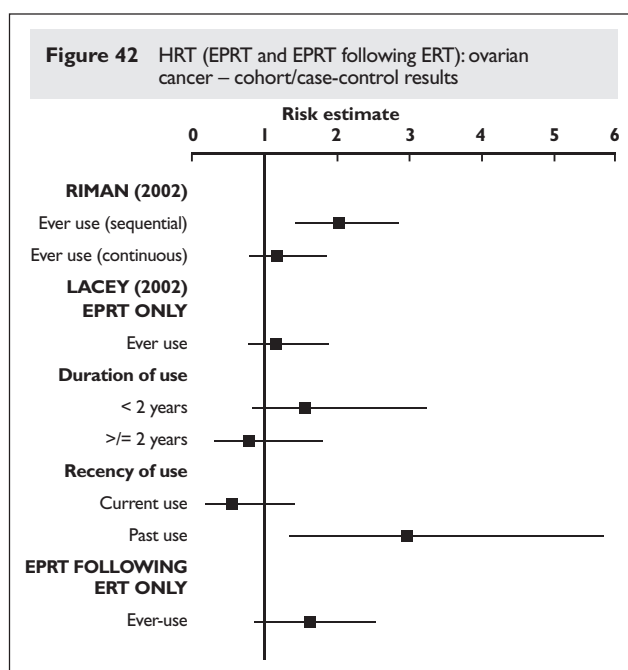 Figure 42 HRT (EPRT and EPRT following ERT): ovarian
cancer – cohort/case-control results
Risk estimate
0 1 2 3 4 5 6
RIMAN (2002)
Ever use (sequential)
Ever use (continuous)
LACEY (2002)
EPRT ONLY
Ever use
Duration of use
< 2 years
>/= 2 years
Recency of use
Current use
Past use
EPRT FOLLOWING
ERT ONLY
Ever-use